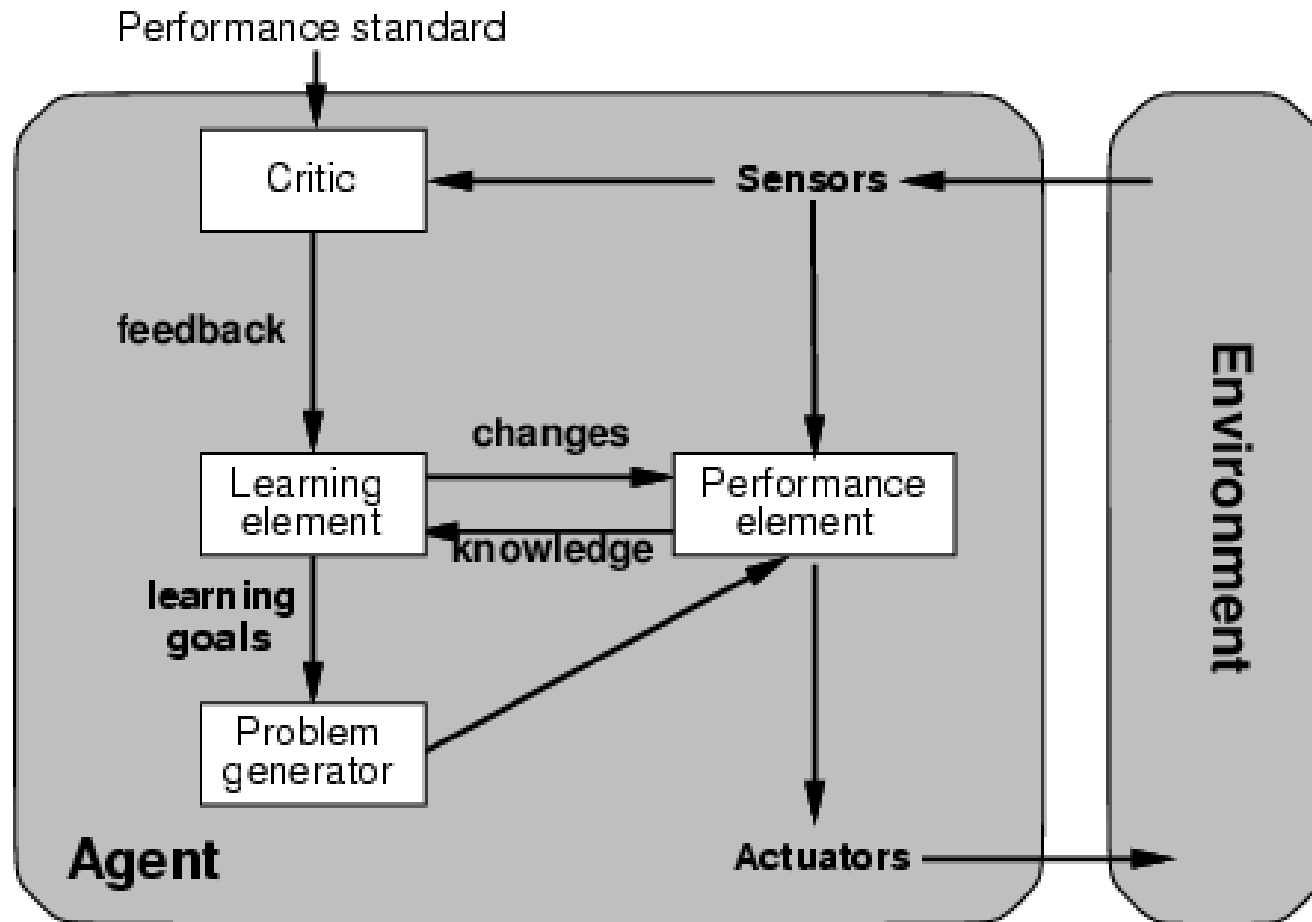 Performance standard
Critic
Sensors
feedback
changes
Learning
element
Performance
element
knowledge
learning
goals
Problem
generator
Agent
Actuators
Environment